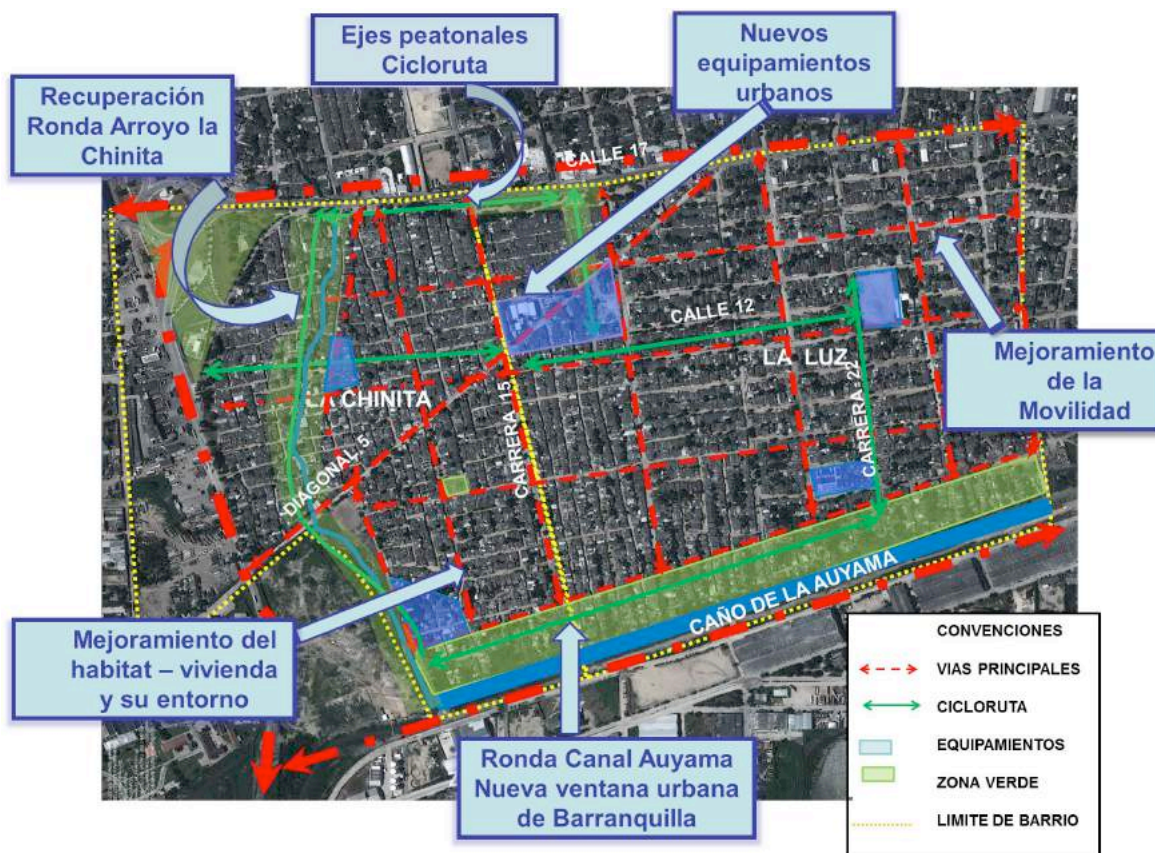 Ejes peatonales
Cicloruta
Nuevos
equipamientos
urbanos
Recuperación
Ronda Arroyo la
Chinita
CALLE 17
CALLE 12
LA LUZ
LA CHINITA
CARRERA 15
CARRERA 22
DIAGONAL 5
Mejoramiento
de la
Movilidad
CAÑO DE LA AUYAMA
Mejoramiento del
habitat – vivienda
y su entorno
Ronda Canal Auyama
Nueva ventana urbana
de Barranquilla
CONVENCIONES
VIAS PRINCIPALES
CICLORUTA
EQUIPAMIENTOS
ZONA VERDE
LIMITE DE BARRIO